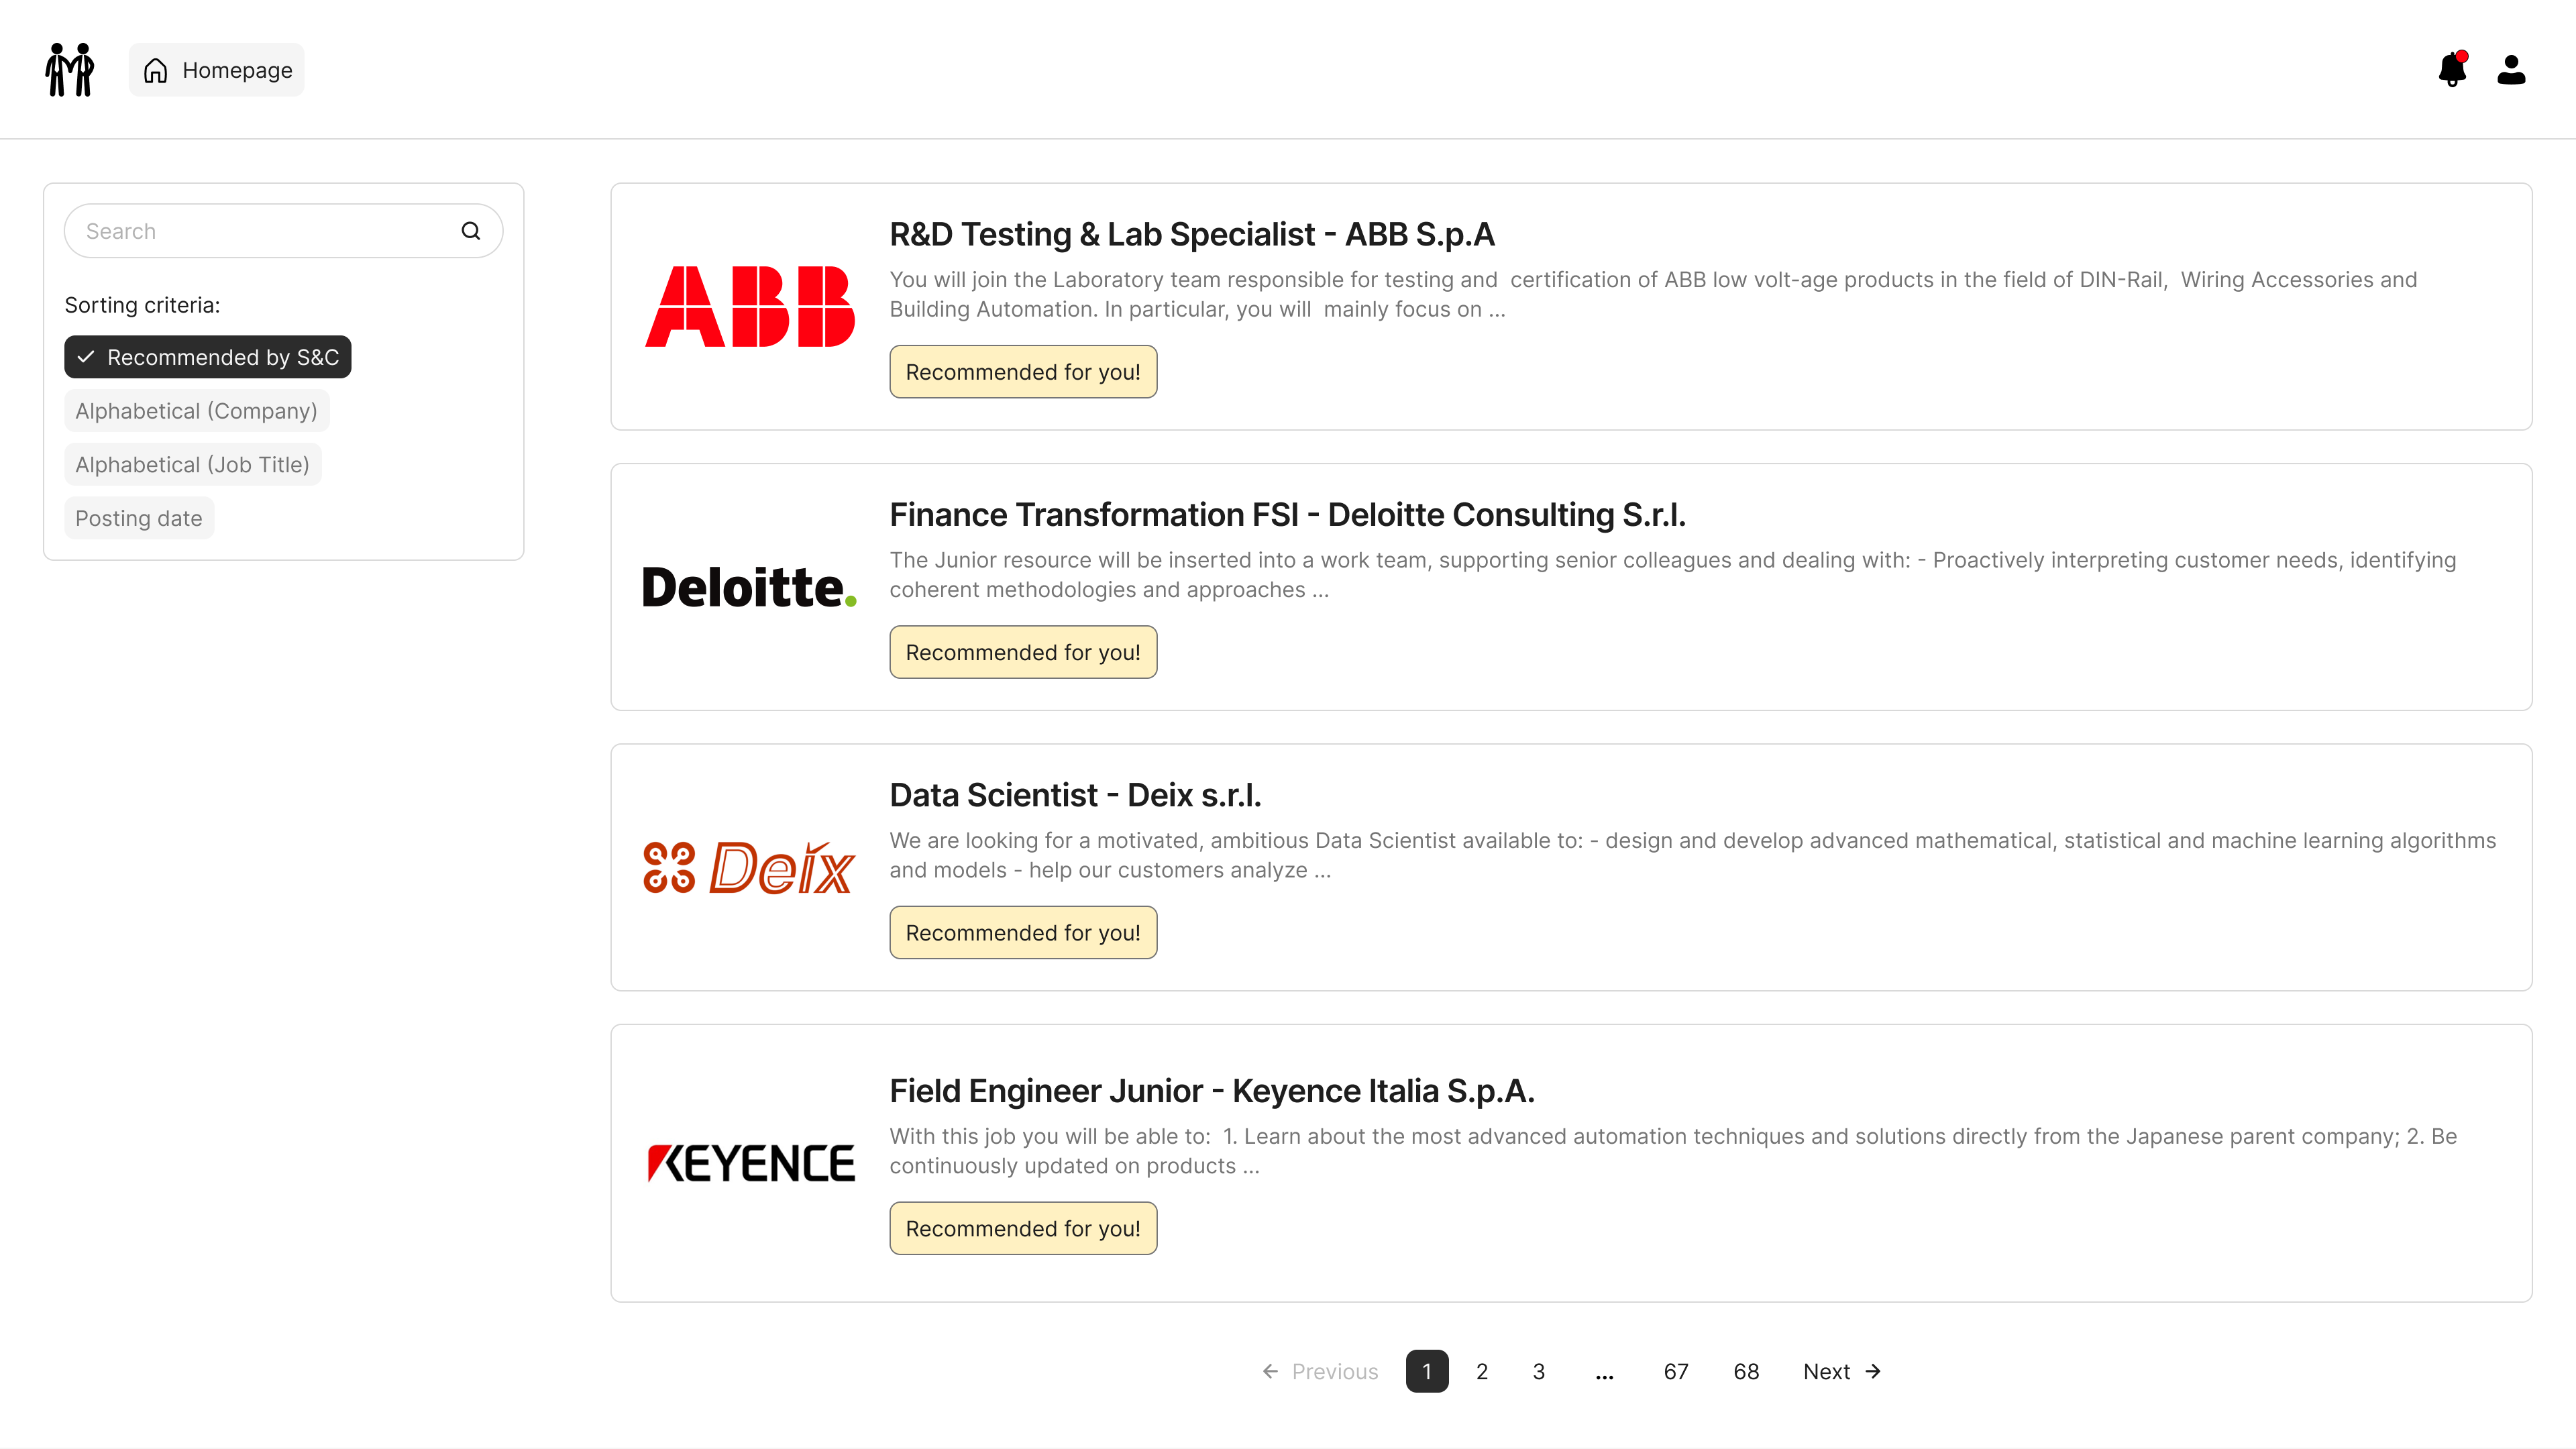 Homepage
Search
Sorting criteria:
Recommended by S&C
Alphabetical (Company)
Alphabetical (Job Title)
Posting date
ABB
R&D Testing & Lab Specialist - ABB S.p.A
You will join the Laboratory team responsible for testing and  certification of ABB low volt-age products in the field of DIN-Rail,  Wiring Accessories and
Building Automation. In particular, you will  mainly focus on ...
Recommended for you!
Deloitte.
Finance Transformation FSI - Deloitte Consulting S.r.l.
The Junior resource will be inserted into a work team, supporting senior colleagues and dealing with: - Proactively interpreting customer needs, identifying
coherent methodologies and approaches ...
Recommended for you!
Deix
Data Scientist - Deix s.r.l.
We are looking for a motivated, ambitious Data Scientist available to: - design and develop advanced mathematical, statistical and machine learning algorithms
and models - help our customers analyze ...
Recommended for you!
KEYENCE
Field Engineer Junior - Keyence Italia S.p.A.
With this job you will be able to:  1. Learn about the most advanced automation techniques and solutions directly from the Japanese parent company; 2. Be
continuously updated on products ...
Recommended for you!
← Previous 1 2 3 ... 67 68 Next →